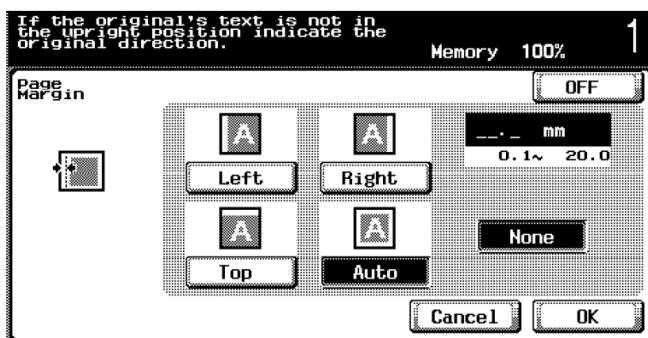 If the original's text is not in
the upright position indicate the
original direction.
Memory 100%
1
Page
Margin
OFF
A
A
__._ mm
0.1~ 20.0
Left
Right
A
A
None
Top
Auto
Cancel
OK